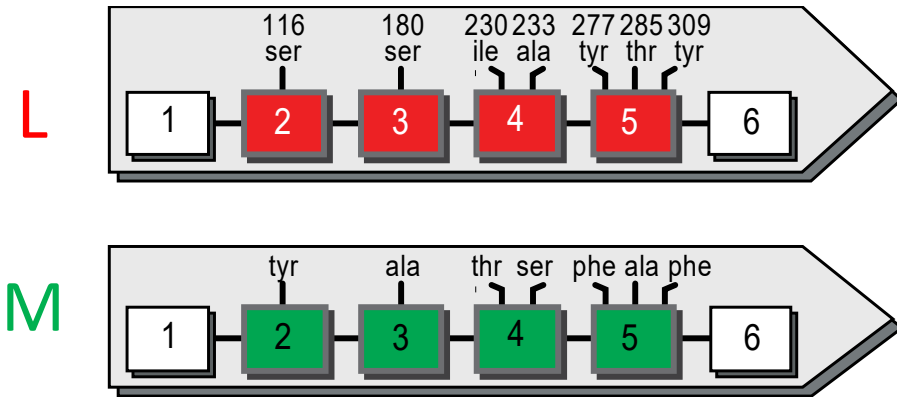 116 180 230 233 277 285 309
ser ser ile ala tyr thr tyr
L
1 2 3 4 5 6
tyr ala thr ser phe ala phe
M
1 2 3 4 5 6